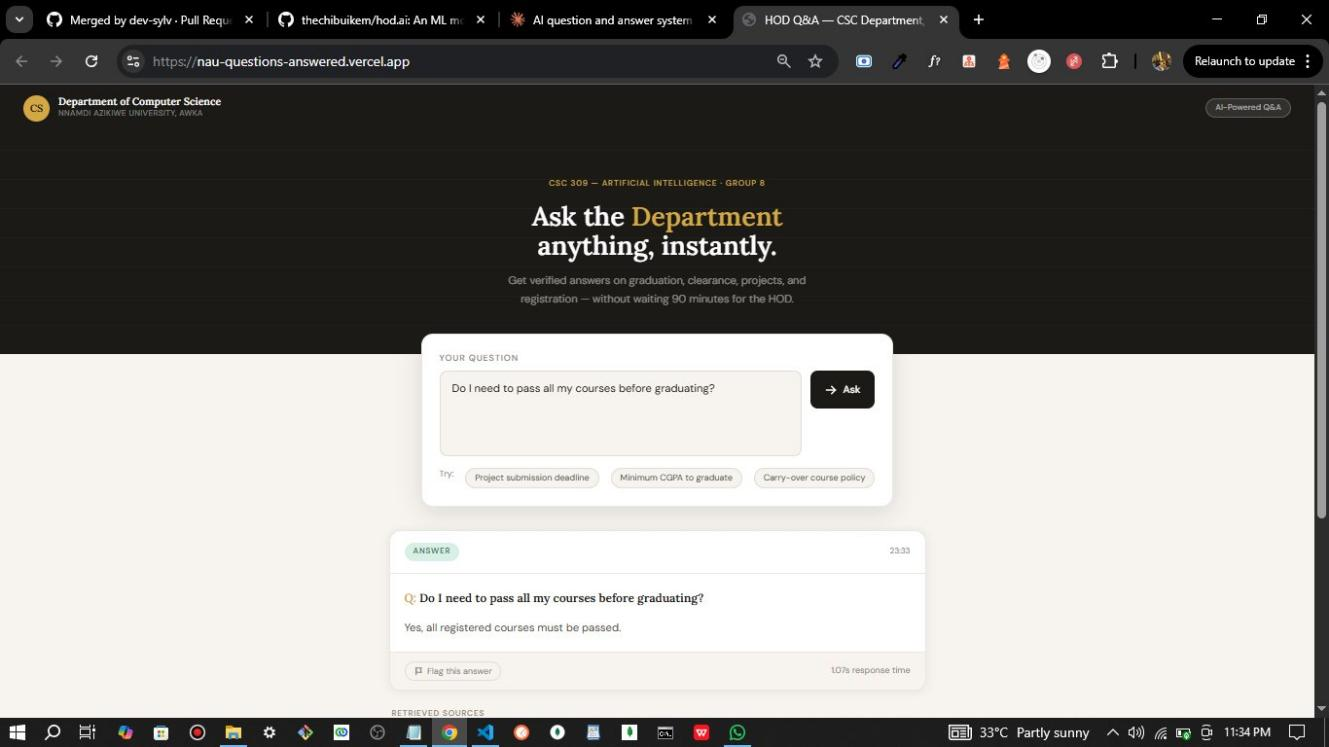 Merged by dev-sylv · Pull Requ
thechibuikem/hod.ai: An ML mo
AI question and answer system
HOD Q&A — CSC Department,
https://nau-questions-answered.vercel.app
f?
Relaunch to update
CS
Department of Computer Science
NNAMDI AZIKIWE UNIVERSITY, AWKA
AI-Powered Q&A
CSC 309 — ARTIFICIAL INTELLIGENCE · GROUP 8
Ask the Department
anything, instantly.
Get verified answers on graduation, clearance, projects, and
registration — without waiting 90 minutes for the HOD.
YOUR QUESTION
Do I need to pass all my courses before graduating?
→ Ask
Try:
Project submission deadline
Minimum CGPA to graduate
Carry-over course policy
ANSWER
23:33
Q: Do I need to pass all my courses before graduating?
Yes, all registered courses must be passed.
Flag this answer
1.07s response time
RETRIEVED SOURCES
33°C Partly sunny
11:34 PM